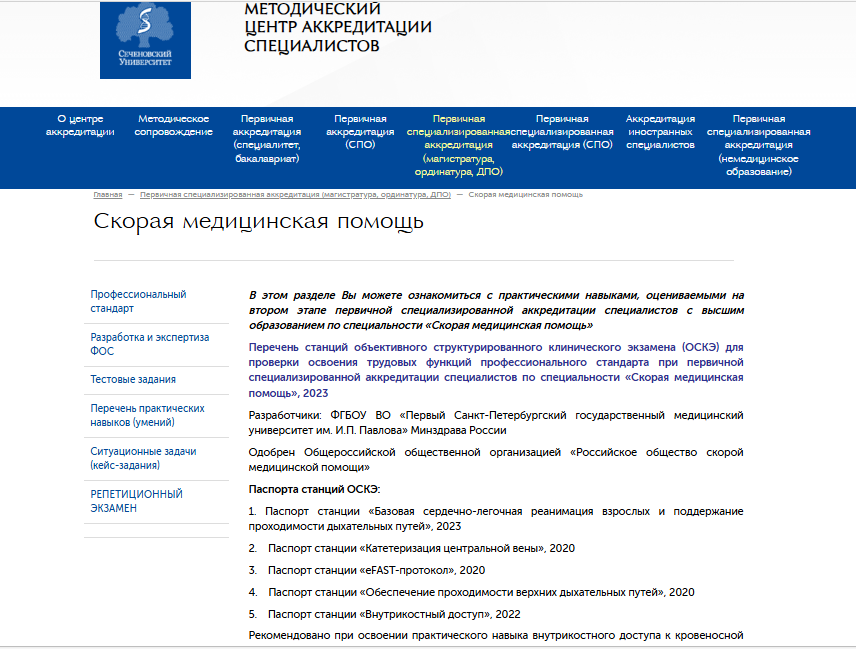 МЕТОДИЧЕСКИЙ
ЦЕНТР АККРЕДИТАЦИИ
СПЕЦИАЛИСТОВ
СЕЧЕНОВСКИЙ
УНИВЕРСИТЕТ
О центре
аккредитации
Методическое
сопровождение
Первичная
аккредитация
(специалитет,
бакалавриат)
Первичная
аккредитация
(СПО)
Первичная
специализированная
аккредитация
(магистратура,
ординатура, ДПО)
Первичная
специализированная
аккредитация (СПО)
Аккредитация
иностранных
специалистов
Первичная
специализированная
аккредитация
(немедицинское
образование)
Главная — Первичная специализированная аккредитация (магистратура, ординатура, ДПО) — Скорая медицинская помощь
Скорая медицинская помощь
Профессиональный
стандарт
Разработка и экспертиза
ФОС
Тестовые задания
Перечень практических
навыков (умений)
Ситуационные задачи
(кейс-задания)
РЕПЕТИЦИОННЫЙ
ЭКЗАМЕН
В этом разделе Вы можете ознакомиться с практическими навыками, оцениваемыми на
втором этапе первичной специализированной аккредитации специалистов с высшим
образованием по специальности «Скорая медицинская помощь»
Перечень станций объективного структурированного клинического экзамена (ОСКЭ) для
проверки освоения трудовых функций профессионального стандарта при первичной
специализированной аккредитации специалистов по специальности «Скорая медицинская
помощь», 2023
Разработчики: ФГБОУ ВО «Первый Санкт-Петербургский государственный медицинский
университет им. И.П. Павлова» Минздрава России
Одобрен Общероссийской общественной организацией «Российское общество скорой
медицинской помощи»
Паспорта станций ОСКЭ:
1. Паспорт станции «Базовая сердечно-легочная реанимация взрослых и поддержание
проходимости дыхательных путей», 2023
2. Паспорт станции «Катетеризация центральной вены», 2020
3. Паспорт станции «eFAST-протокол», 2020
4. Паспорт станции «Обеспечение проходимости верхних дыхательных путей», 2020
5. Паспорт станции «Внутрикостный доступ», 2022
Рекомендовано при освоении практического навыка внутрикостного доступа к кровеносной